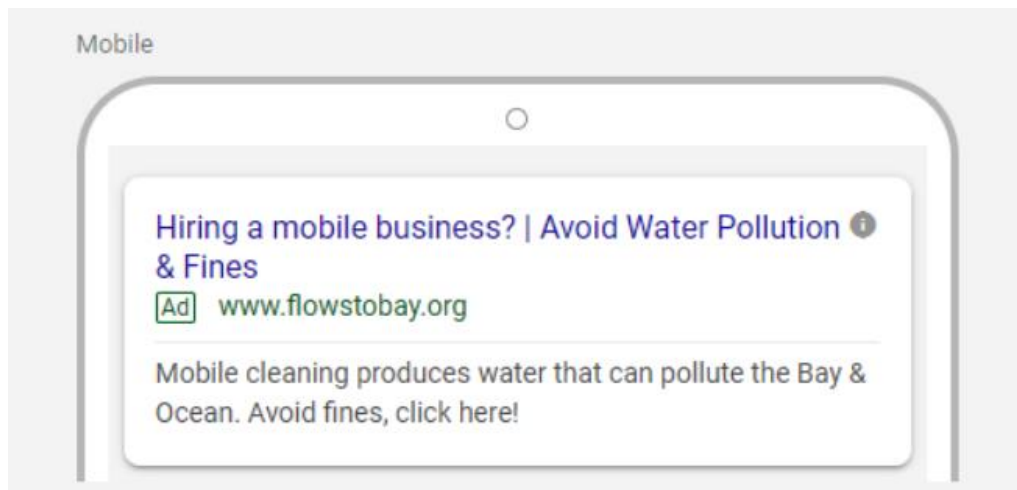 Mobile
Hiring a mobile business? | Avoid Water Pollution
& Fines
Ad www.flowstobay.org
Mobile cleaning produces water that can pollute the Bay &
Ocean. Avoid fines, click here!